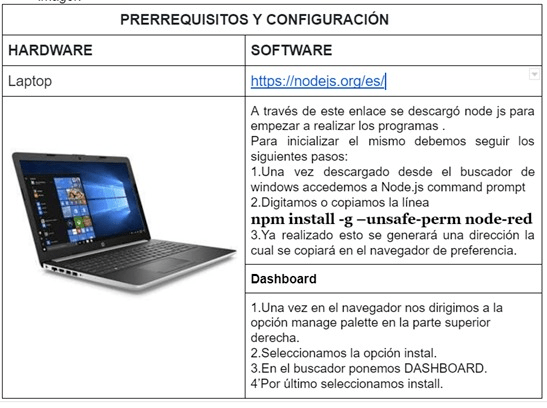 PRERREQUISITOS Y CONFIGURACIÓN
HARDWARE
SOFTWARE
Laptop
https://nodejs.org/es/
A través de este enlace se descargó node js para
empezar a realizar los programas .
Para inicializar el mismo debemos seguir los
siguientes pasos:
1.Una vez descargado desde el buscador de
windows accedemos a Node.js command prompt
2.Digitamos o copiamos la línea
npm install -g –unsafe-perm node-red
3.Ya realizado esto se generará una dirección la
cual se copiará en el navegador de preferencia.
Dashboard
1.Una vez en el navegador nos dirigimos a la
opción manage palette en la parte superior
derecha.
2.Seleccionamos la opción instal.
3.En el buscador ponemos DASHBOARD.
4´Por último seleccionamos install.